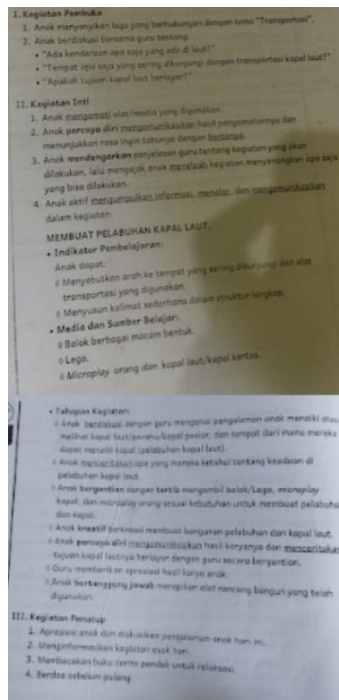 I. Kegiatan Pembuka
1. Anak menyanyikan lagu yang berhubungan dengan tema "Transportasi".
2. Anak berdiskusi bersama guru tentang:
• "Ada kendaraan apa saja yang ada di laut?"
• "Tempat apa saja yang sering dikunjungi dengan transportasi kapal laut?"
• "Apakah tujuan kapal laut berlayar?"
II. Kegiatan Inti
1. Anak mengamati alat/media yang digunakan.
2. Anak percaya diri mengomunikasikan hasil pengamatannya dan
menunjukkan rasa ingin tahunya dengan bertanya.
3. Anak mendengarkan penjelasan guru tentang kegiatan yang akan
dilakukan, lalu mengajak anak menelaah kegiatan menyenangkan apa saja
yang bisa dilakukan.
4. Anak aktif mengumpulkan informasi, menalar, dan mengomunikasikan
dalam kegiatan:
MEMBUAT PELABUHAN KAPAL LAUT.
• Indikator Pembelajaran:
Anak dapat:
◊ Menyebutkan arah ke tempat yang sering dikunjungi dan alat
transportasi yang digunakan.
◊ Menyusun kalimat sederhana dalam struktur lengkap.
• Media dan Sumber Belajar:
◊ Balok berbagai macam bentuk.
◊ Lego.
◊ Microplay orang dan kapal laut/kapal kertas.
• Tahapan Kegiatan:
◊ Anak berdiskusi dengan guru mengenai pengalaman anak menaiki atau
melihat kapal laut/perahu/kapal pesiar, dan tempat dari mana mereka
dapat menaiki kapal (pelabuhan kapal laut).
◊ Anak menceritakan apa yang mereka ketahui tentang keadaan di
pelabuhan kapal laut.
◊ Anak bergantian dengan tertib mengambil balok/Lego, microplay
kapal, dan microplay orang sesuai kebutuhan untuk membuat pelabuhan
dan kapal.
◊ Anak kreatif berkreasi membuat bangunan pelabuhan dan kapal laut.
◊ Anak percaya diri mengomunikasikan hasil karyanya dan menceritakan
tujuan kapal lautnya berlayar dengan guru secara bergantian.
◊ Guru memberikan apresiasi hasil karya anak.
◊ Anak bertanggung jawab merapikan alat rancang bangun yang telah
digunakan.
III. Kegiatan Penutup
1. Apresiasi anak dan diskusikan pengalaman anak hari ini.
2. Menginformasikan kegiatan esok hari.
3. Membacakan buku cerita pendek untuk relaksasi.
4. Berdoa sebelum pulang.